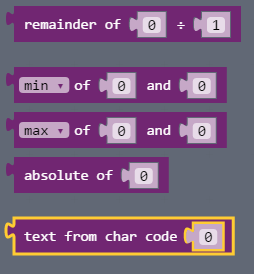 remainder of 0 ÷ 1
min of 0 and 0
max of 0 and 0
absolute of 0
text from char code 0